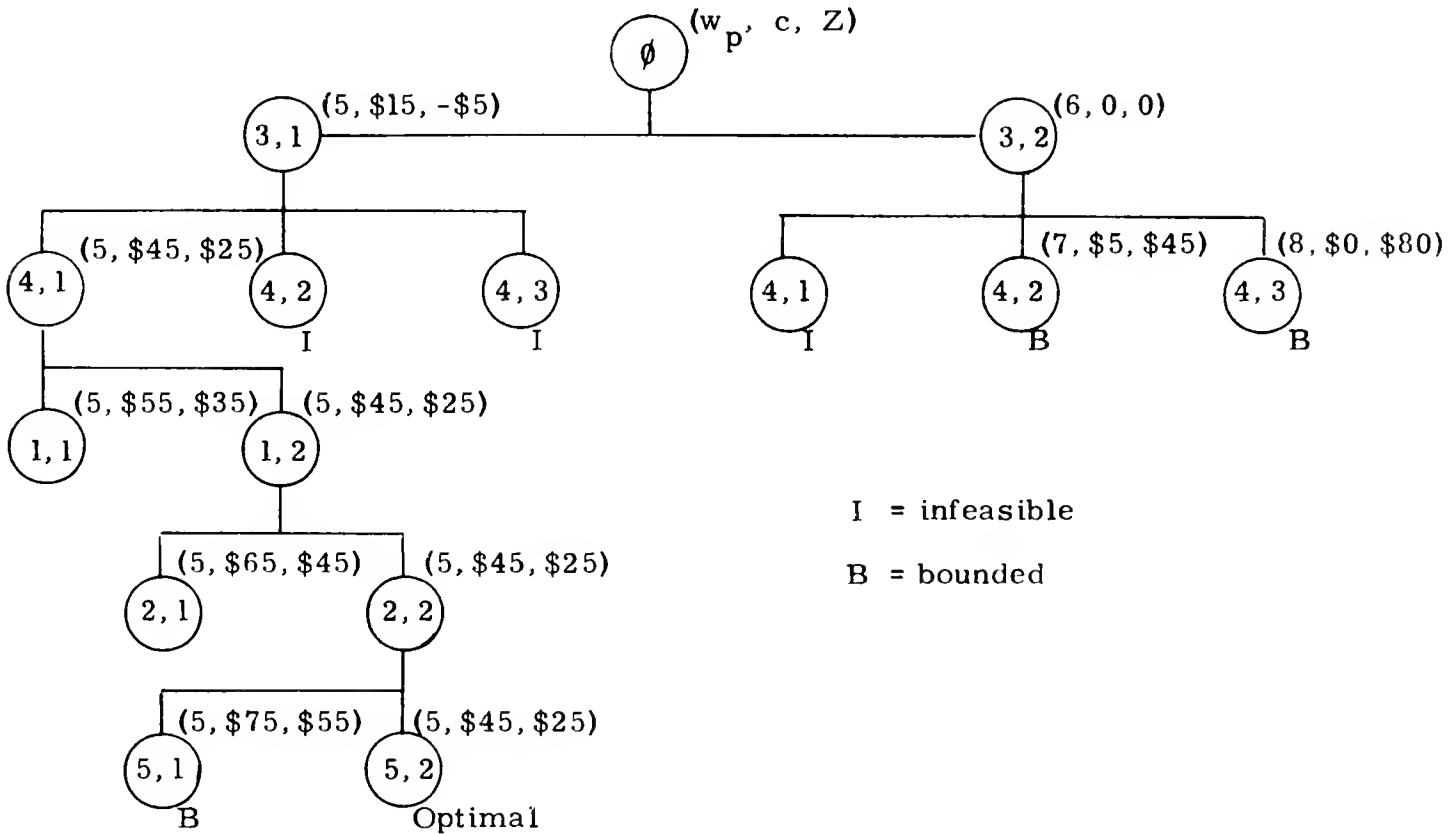 (w_p, c, Z)
ø
(5, $15, -$5)
(6, 0, 0)
3, 1
3, 2
(5, $45, $25)
(7, $5, $45)
(8, $0, $80)
4, 1
4, 2
4, 3
4, 1
4, 2
4, 3
I
I
I
B
B
(5, $55, $35)
(5, $45, $25)
1, 1
1, 2
I = infeasible
(5, $65, $45)
(5, $45, $25)
B = bounded
2, 1
2, 2
(5, $75, $55)
(5, $45, $25)
5, 1
5, 2
B
Optimal